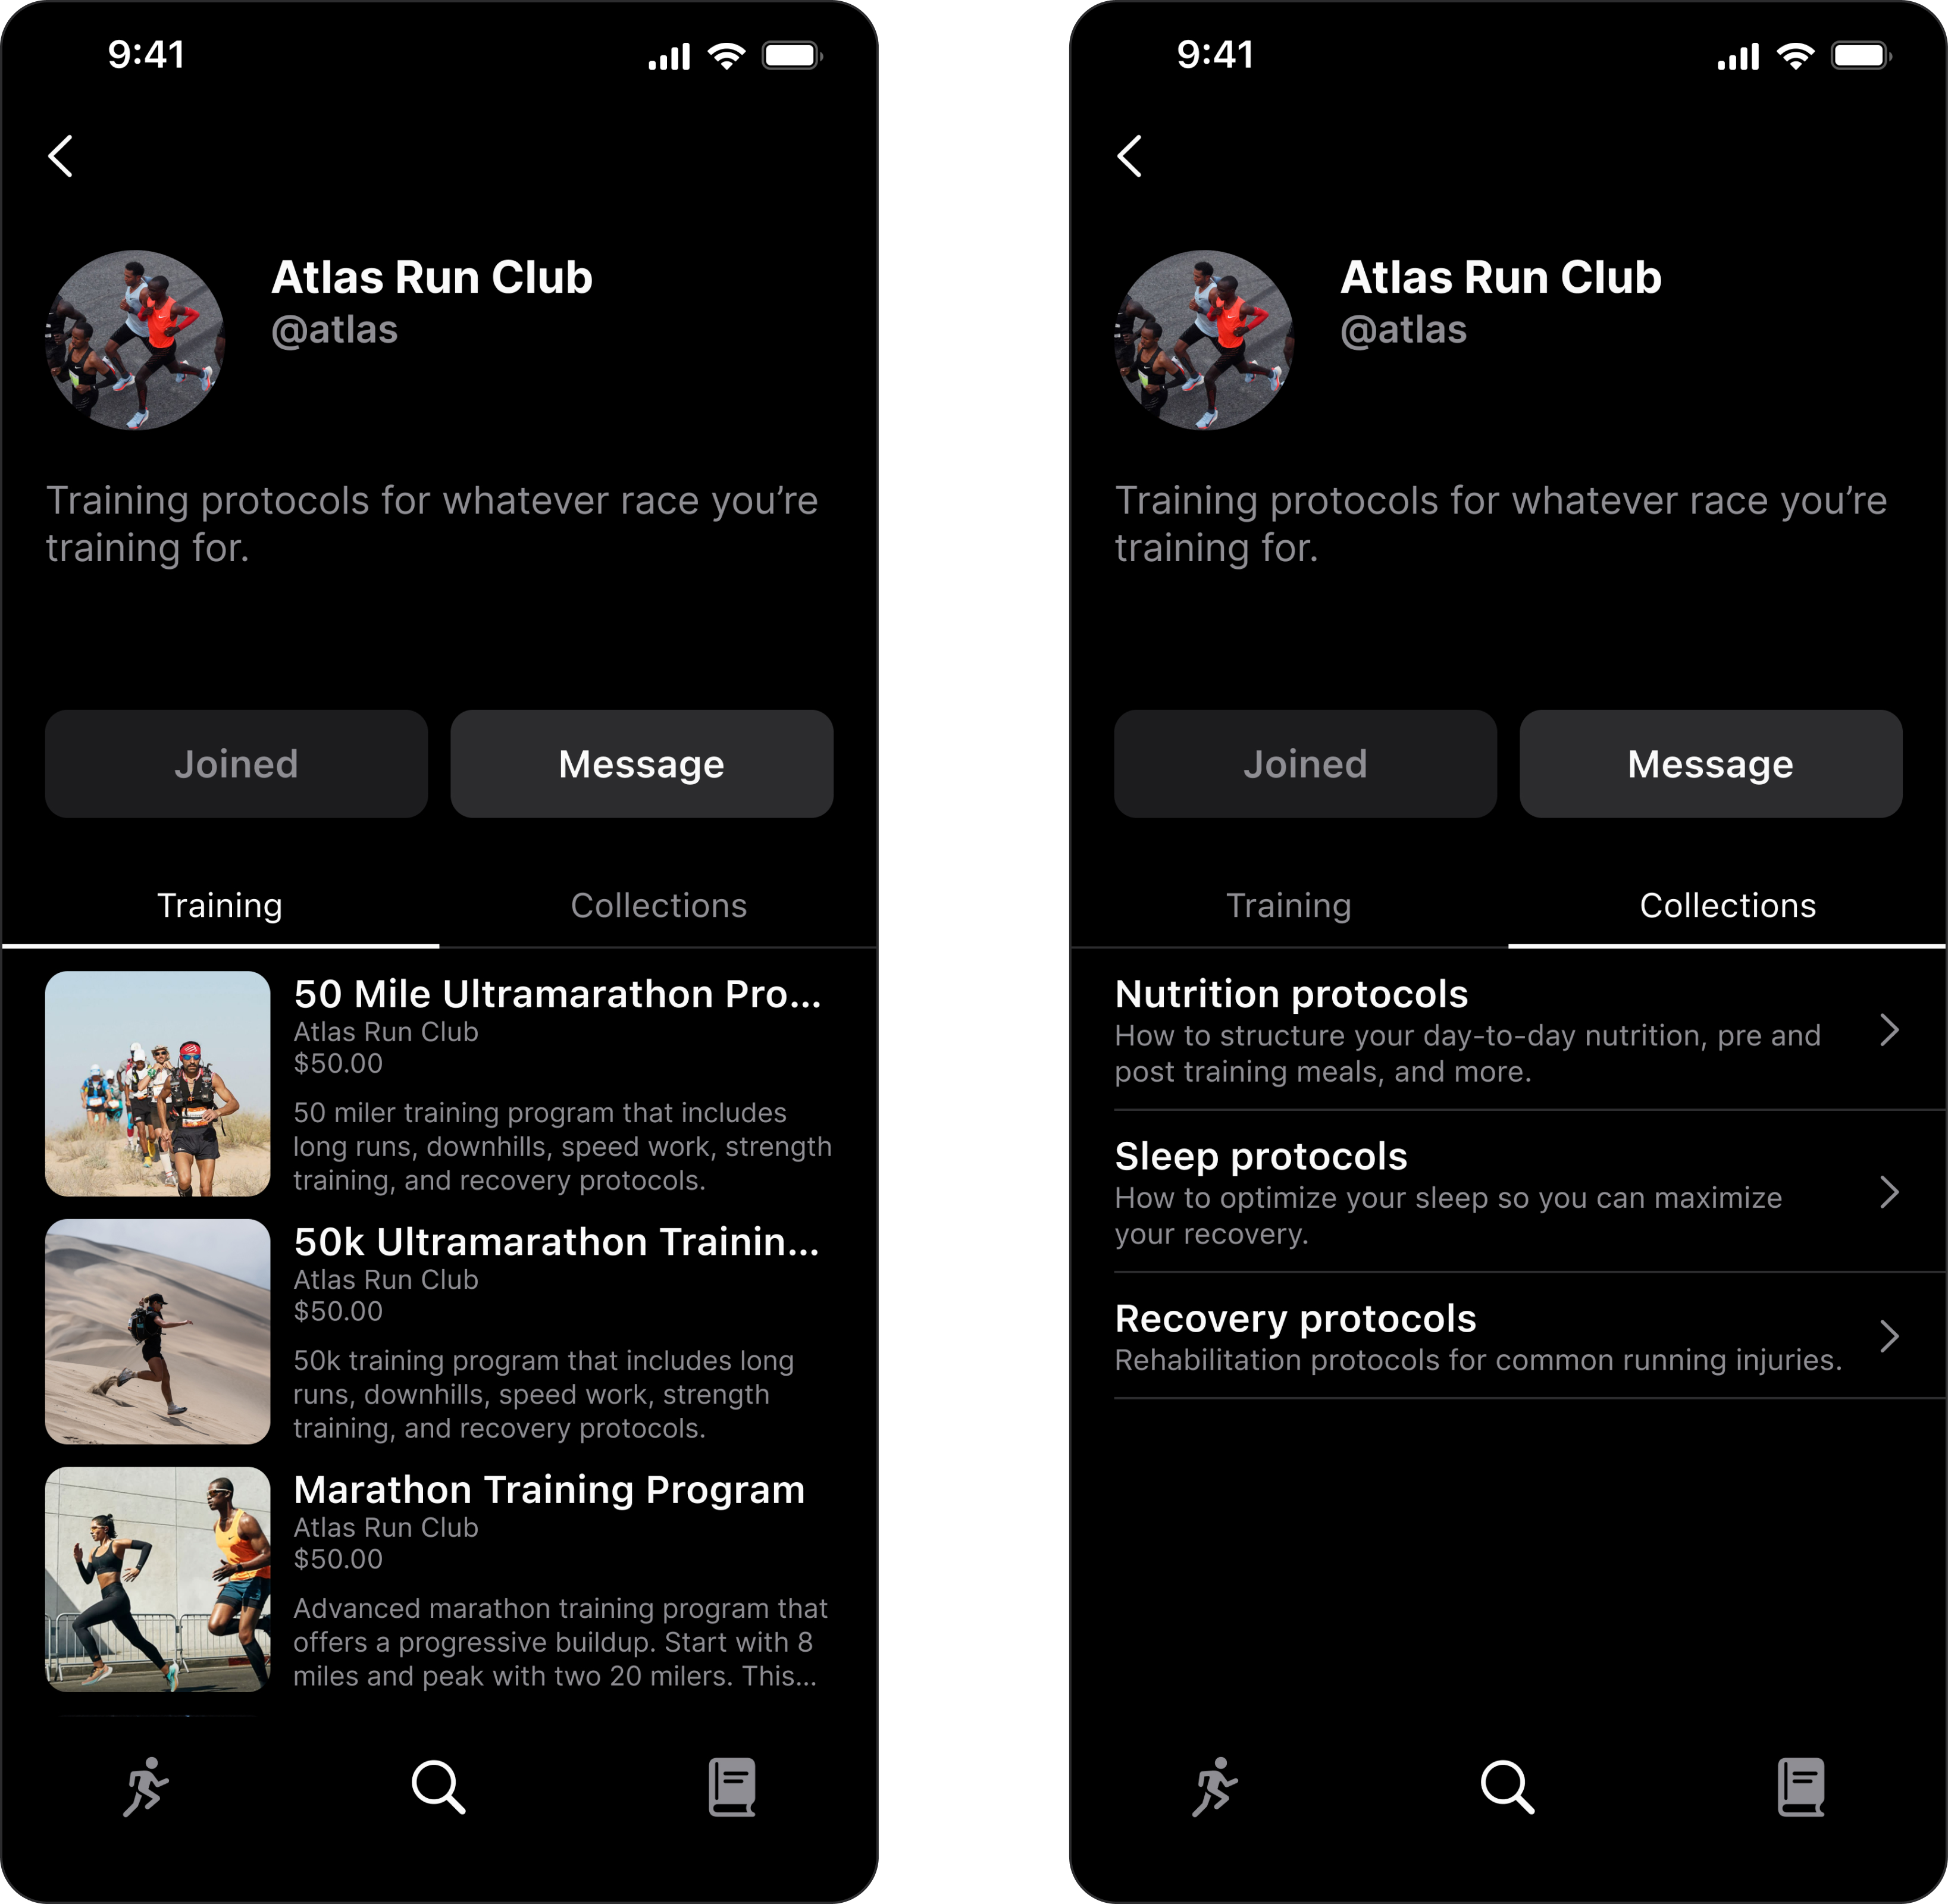 9:41
Atlas Run Club
@atlas
Training protocols for whatever race you’re
training for.
Joined
Message
Training
Collections
50 Mile Ultramarathon Pro...
Atlas Run Club
$50.00
50 miler training program that includes
long runs, downhills, speed work, strength
training, and recovery protocols.
50k Ultramarathon Trainin...
Atlas Run Club
$50.00
50k training program that includes long
runs, downhills, speed work, strength
training, and recovery protocols.
Marathon Training Program
Atlas Run Club
$50.00
Advanced marathon training program that
offers a progressive buildup. Start with 8
miles and peak with two 20 milers. This...
9:41
Atlas Run Club
@atlas
Training protocols for whatever race you’re
training for.
Joined
Message
Training
Collections
Nutrition protocols
How to structure your day-to-day nutrition, pre and
post training meals, and more.
Sleep protocols
How to optimize your sleep so you can maximize
your recovery.
Recovery protocols
Rehabilitation protocols for common running injuries.